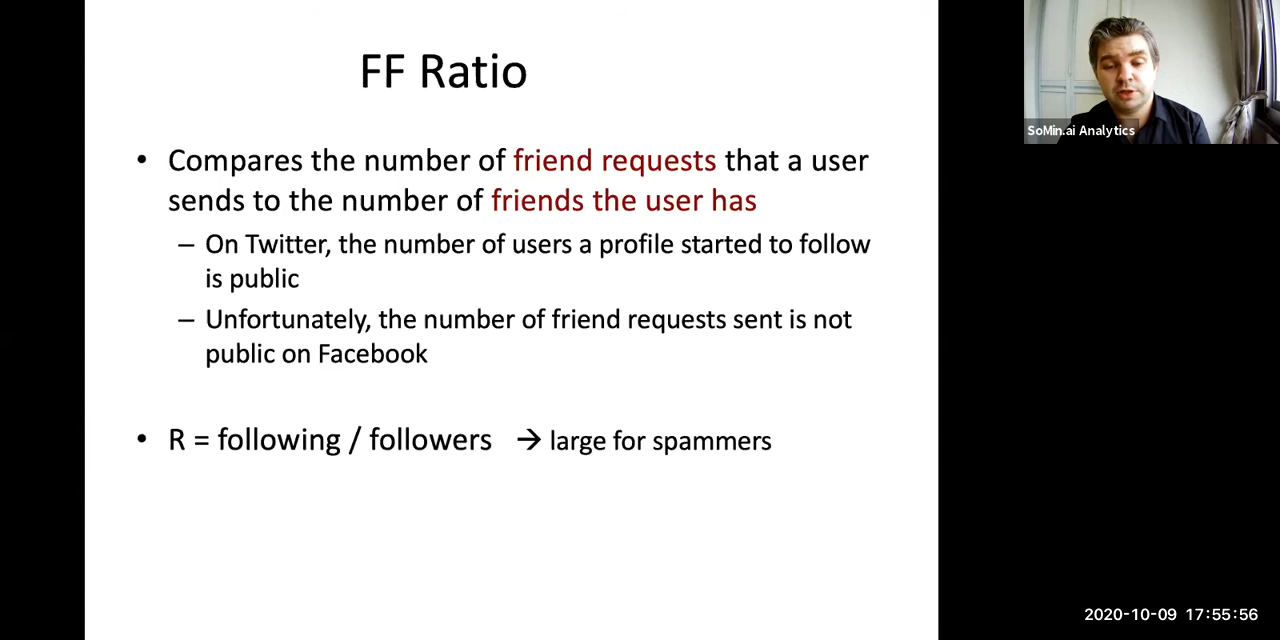 FF Ratio
• Compares the number of friend requests that a user
sends to the number of friends the user has
– On Twitter, the number of users a profile started to follow
is public
– Unfortunately, the number of friend requests sent is not
public on Facebook
• R = following / followers → large for spammers
SoMin.ai Analytics
2020-10-09 17:55:56